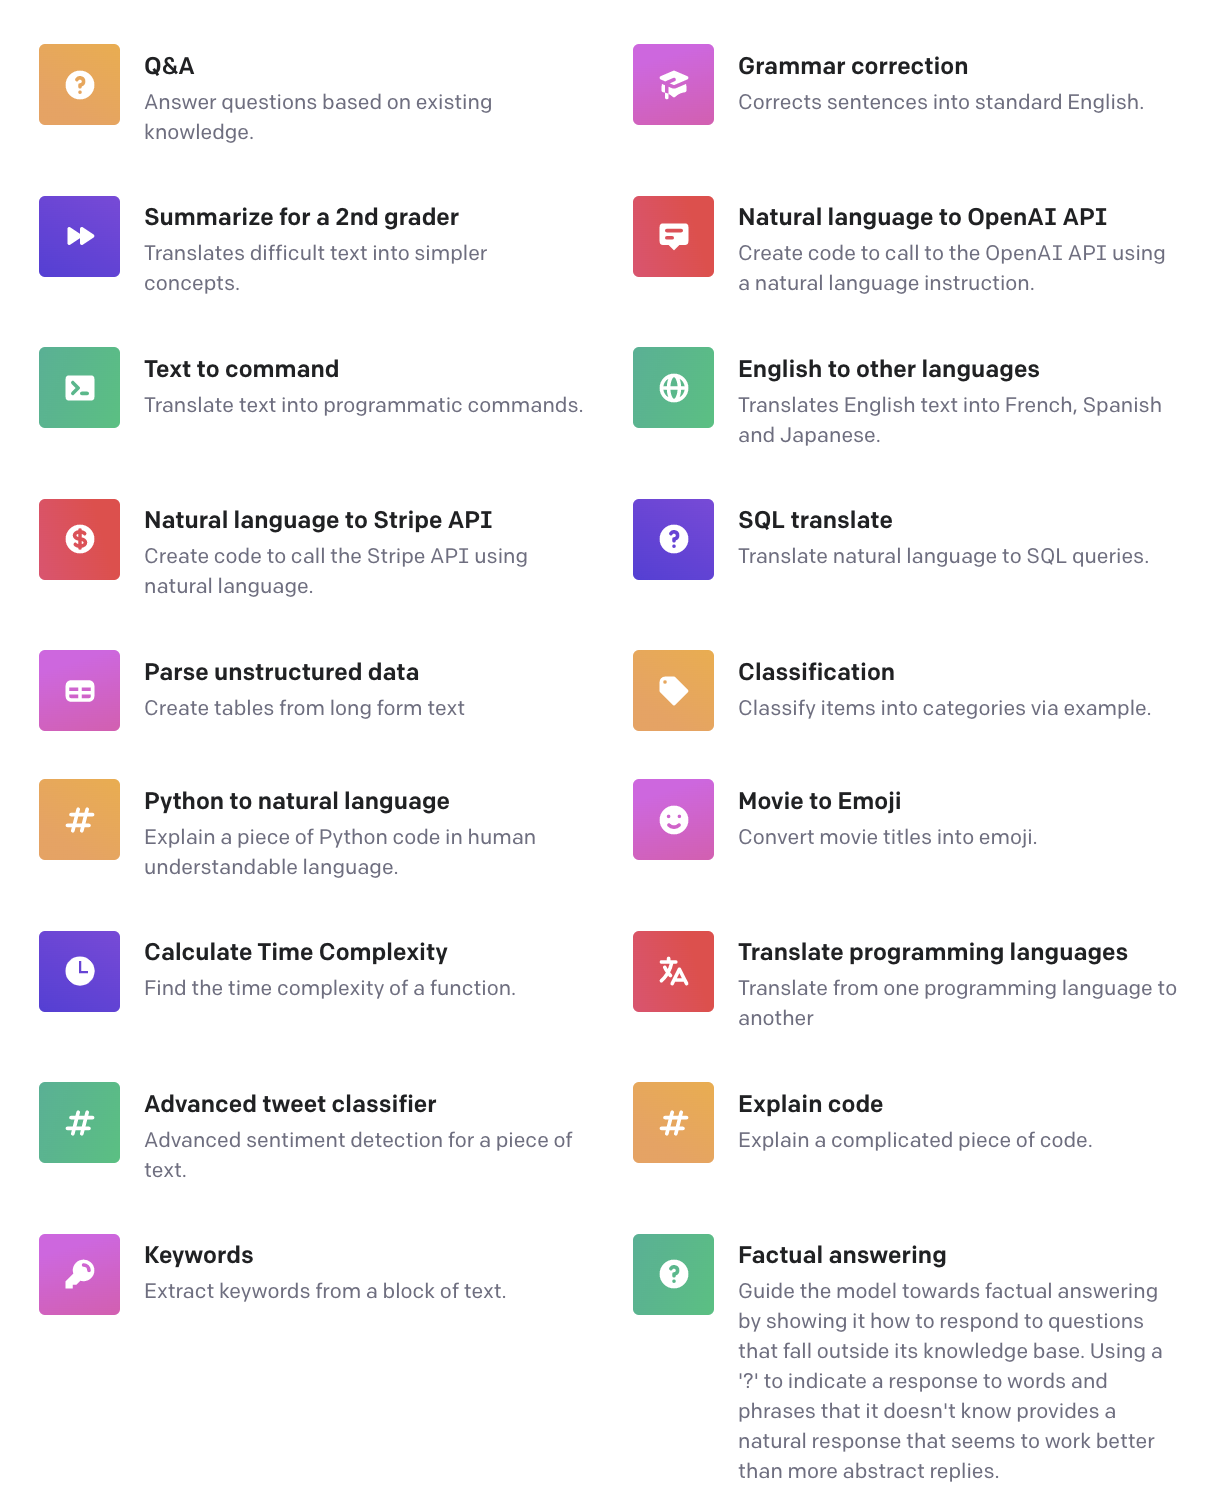 Q&A
Answer questions based on existing
knowledge.
Grammar correction
Corrects sentences into standard English.
Summarize for a 2nd grader
Translates difficult text into simpler
concepts.
Natural language to OpenAI API
Create code to call to the OpenAI API using
a natural language instruction.
Text to command
Translate text into programmatic commands.
English to other languages
Translates English text into French, Spanish
and Japanese.
Natural language to Stripe API
Create code to call the Stripe API using
natural language.
SQL translate
Translate natural language to SQL queries.
Parse unstructured data
Create tables from long form text
Classification
Classify items into categories via example.
Python to natural language
Explain a piece of Python code in human
understandable language.
Movie to Emoji
Convert movie titles into emoji.
Calculate Time Complexity
Find the time complexity of a function.
Translate programming languages
Translate from one programming language to
another
Advanced tweet classifier
Advanced sentiment detection for a piece of
text.
Explain code
Explain a complicated piece of code.
Keywords
Extract keywords from a block of text.
Factual answering
Guide the model towards factual answering
by showing it how to respond to questions
that fall outside its knowledge base. Using a
'?' to indicate a response to words and
phrases that it doesn't know provides a
natural response that seems to work better
than more abstract replies.